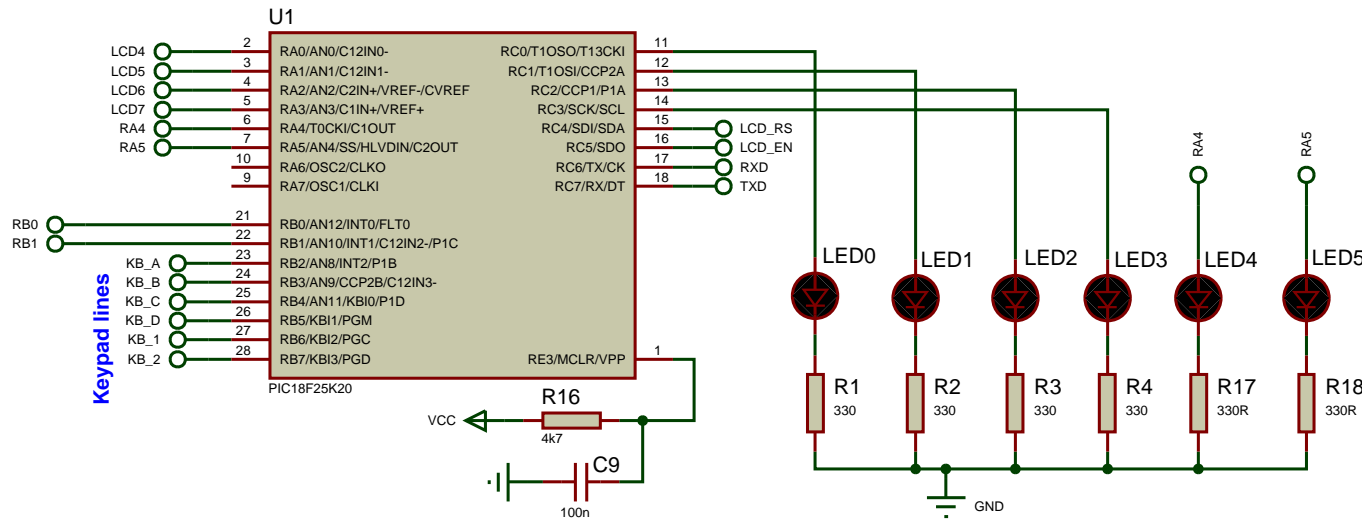 U1
LCD4
LCD5
LCD6
LCD7
RA4
RA5
2
3
4
5
6
7
10
9
RA0/AN0/C12IN0-
RA1/AN1/C12IN1-
RA2/AN2/C2IN+/VREF-/CVREF
RA3/AN3/C1IN+/VREF+
RA4/T0CKI/C1OUT
RA5/AN4/SS/HLVDIN/C2OUT
RA6/OSC2/CLKO
RA7/OSC1/CLKI
RB0
RB1
KB_A
KB_B
KB_C
KB_D
KB_1
KB_2
Keypad lines
21
22
23
24
25
26
27
28
RB0/AN12/INT0/FLT0
RB1/AN10/INT1/C12IN2-/P1C
RB2/AN8/INT2/P1B
RB3/AN9/CCP2B/C12IN3-
RB4/AN11/KBI0/P1D
RB5/KBI1/PGM
RB6/KBI2/PGC
RB7/KBI3/PGD
RC0/T1OSO/T13CKI
RC1/T1OSI/CCP2A
RC2/CCP1/P1A
RC3/SCK/SCL
RC4/SDI/SDA
RC5/SDO
RC6/TX/CK
RC7/RX/DT
RE3/MCLR/VPP
11
12
13
14
15
16
17
18
1
LCD_RS
LCD_EN
RXD
TXD
PIC18F25K20
VCC
R16
4k7
C9
100n
RA4
RA5
LED0
LED1
LED2
LED3
LED4
LED5
R1
330
R2
330
R3
330
R4
330
R17
330R
R18
330R
GND